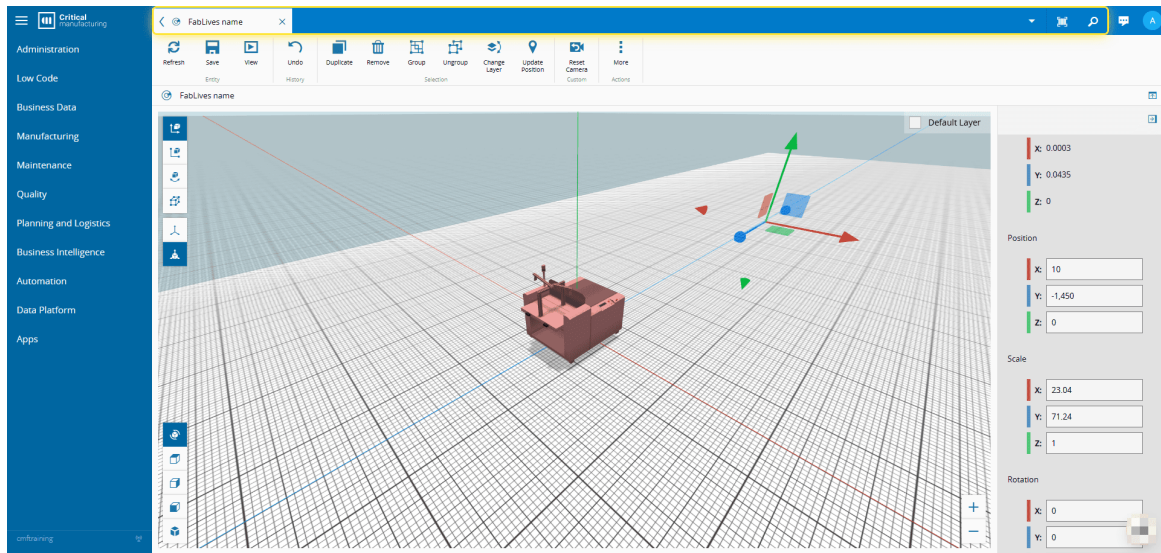 Critical
manufacturing
FabLives name
A
Administration
Low Code
Business Data
Manufacturing
Maintenance
Quality
Planning and Logistics
Business Intelligence
Automation
Data Platform
Apps
cmftraining
Refresh
Save
View
Undo
Duplicate
Remove
Group
Ungroup
Change
Layer
Update
Position
Reset
Camera
More
Entity
History
Selection
Custom
Actions
FabLives name
Default Layer
X: 0.0003
Y: 0.0435
Z: 0
Position
X: 10
Y: -1,450
Z: 0
Scale
X: 23.04
Y: 71.24
Z: 1
Rotation
X: 0
Y: 0